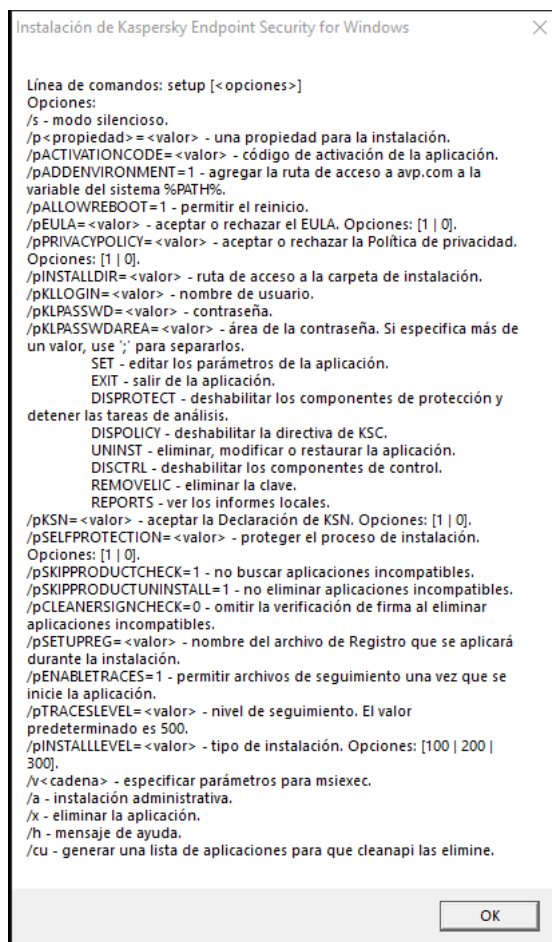 Instalación de Kaspersky Endpoint Security for Windows
Línea de comandos: setup [<opciones>]
Opciones:
/s - modo silencioso.
/p<propiedad>=<valor> - una propiedad para la instalación.
/pACTIVATIONCODE=<valor> - código de activación de la aplicación.
/pADDENVIRONMENT=1 - agregar la ruta de acceso a avp.com a la
variable del sistema %PATH%.
/pALLOWREBOOT=1 - permitir el reinicio.
/pEULA=<valor> - aceptar o rechazar el EULA. Opciones: [1 | 0].
/pPRIVACYPOLICY=<valor> - aceptar o rechazar la Política de privacidad.
Opciones: [1 | 0].
/pINSTALLDIR=<valor> - ruta de acceso a la carpeta de instalación.
/pKLLOGIN=<valor> - nombre de usuario.
/pKLPASSWD=<valor> - contraseña.
/pKLPASSWDAREA=<valor> - área de la contraseña. Si especifica más de
un valor, use ';' para separarlos.
SET - editar los parámetros de la aplicación.
EXIT - salir de la aplicación.
DISPROTECT - deshabilitar los componentes de protección y
detener las tareas de análisis.
DISPOLICY - deshabilitar la directiva de KSC.
UNINST - eliminar, modificar o restaurar la aplicación.
DISCTRL - deshabilitar los componentes de control.
REMOVELIC - eliminar la clave.
REPORTS - ver los informes locales.
/pKSN=<valor> - aceptar la Declaración de KSN. Opciones: [1 | 0].
/pSELFPROTECTION=<valor> - proteger el proceso de instalación.
Opciones: [1 | 0].
/pSKIPPRODUCTCHECK=1 - no buscar aplicaciones incompatibles.
/pSKIPPRODUCTUNINSTALL=1 - no eliminar aplicaciones incompatibles.
/pCLEANERSIGNCHECK=0 - omitir la verificación de firma al eliminar
aplicaciones incompatibles.
/pSETUPREG=<valor> - nombre del archivo de Registro que se aplicará
durante la instalación.
/pENABLETRACES=1 - permitir archivos de seguimiento una vez que se
inicie la aplicación.
/pTRACESLEVEL=<valor> - nivel de seguimiento. El valor
predeterminado es 500.
/pINSTALLLEVEL=<valor> - tipo de instalación. Opciones: [100 | 200 |
300].
/v<cadena> - especificar parámetros para msiexec.
/a - instalación administrativa.
/x - eliminar la aplicación.
/h - mensaje de ayuda.
/cu - generar una lista de aplicaciones para que cleanapi las elimine.
OK